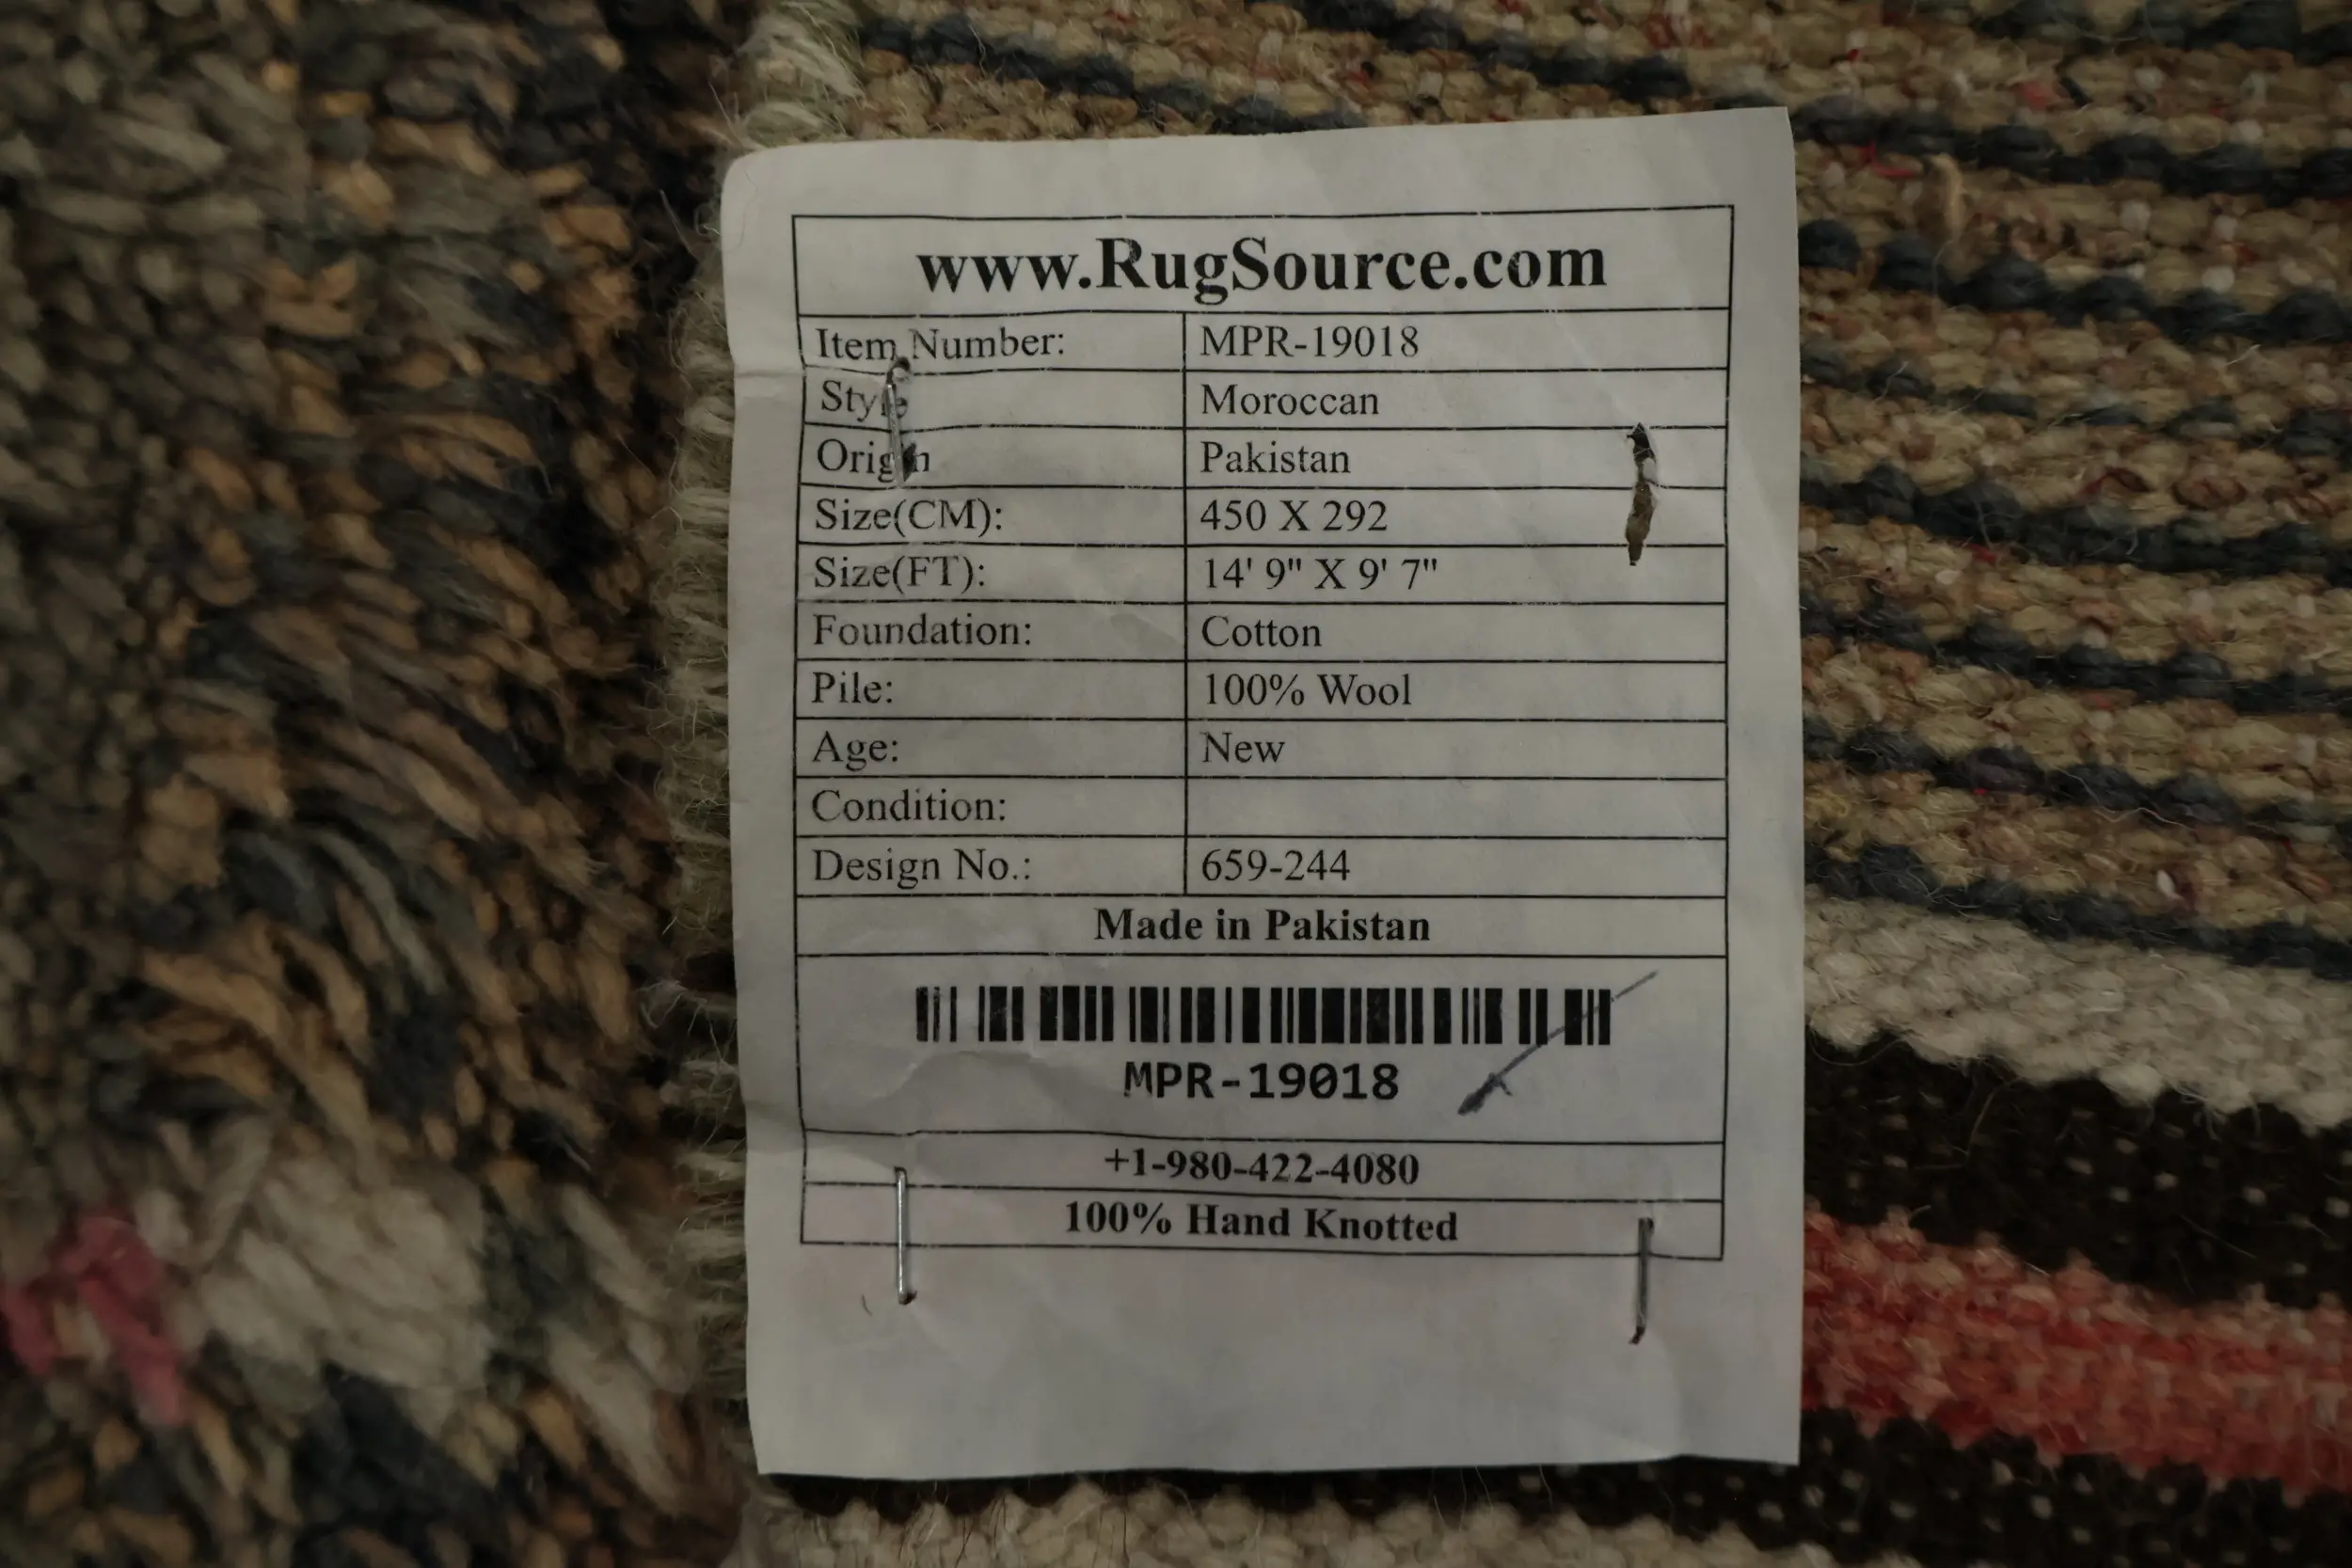 www.RugSource.com
Item Number: MPR-19018
Style Moroccan
Origin Pakistan
Size(CM): 450 X 292
Size(FT): 14' 9" X 9' 7"
Foundation: Cotton
Pile: 100% Wool
Age: New
Condition:
Design No.: 659-244
Made in Pakistan
MPR-19018
+1-980-422-4080
100% Hand Knotted